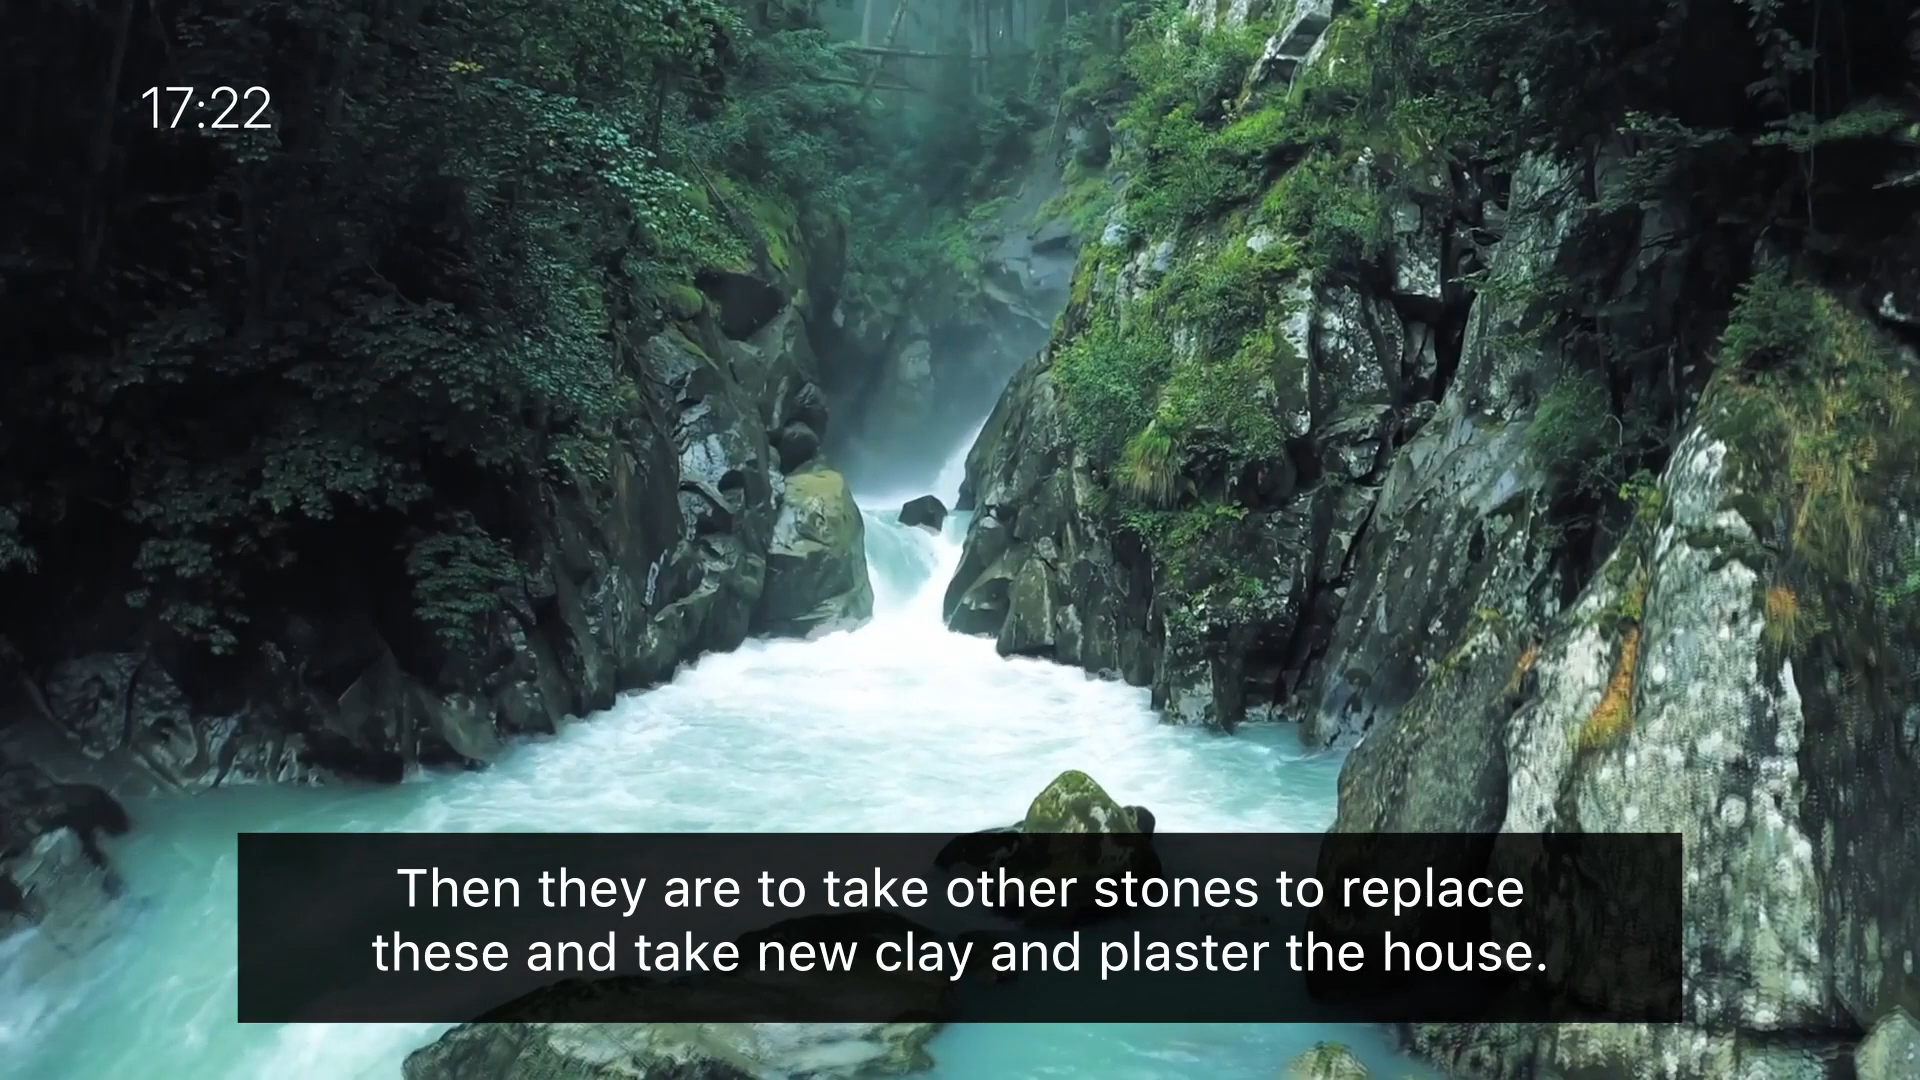 17:22
Then they are to take other stones to replace
these and take new clay and plaster the house.